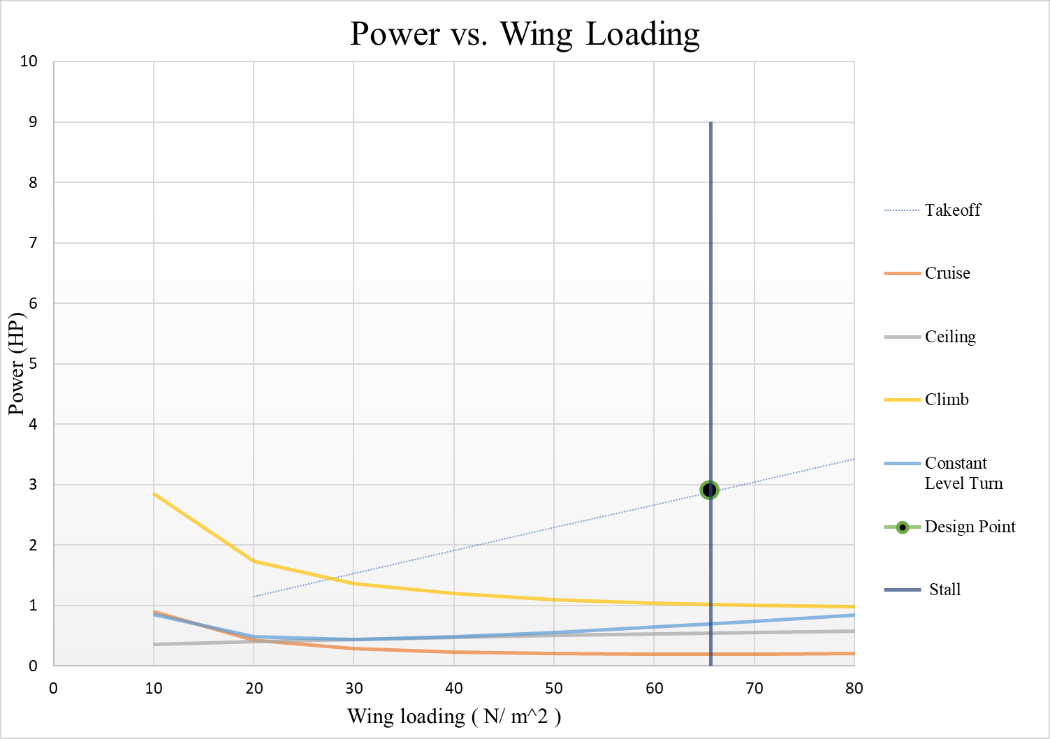 Power vs. Wing Loading
10
9
8
7
6
5
4
3
2
1
0
Power (HP)
0 10 20 30 40 50 60 70 80
Wing loading ( N/ m^2 )
Takeoff
Cruise
Ceiling
Climb
Constant
Level Turn
Design Point
Stall